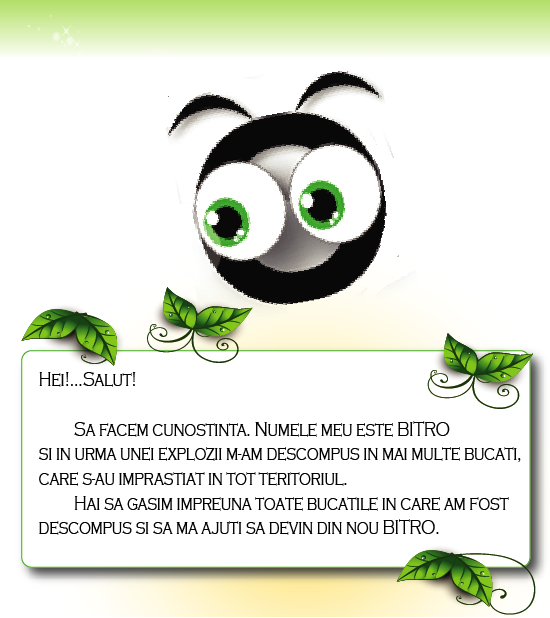 Hei!...Salut!
Sa facem cunostinta. Numele meu este BITRO
si in urma unei explozii m-am descompus in mai multe bucati,
care s-au imprastiat in tot teritoriul.
Hai sa gasim impreuna toate bucatile in care am fost
descompus si sa ma ajuti sa devin din nou BITRO.